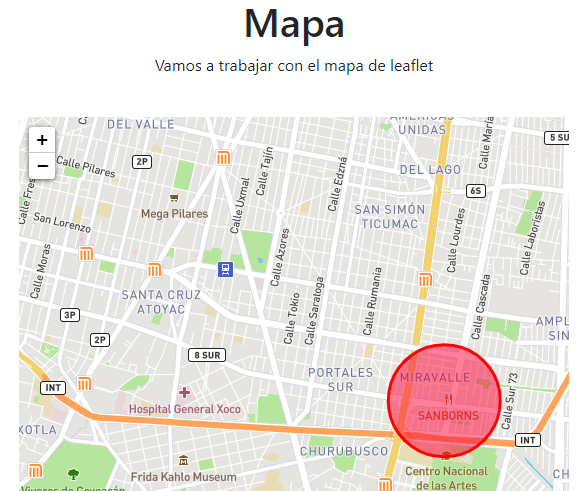 Mapa
Vamos a trabajar con el mapa de leaflet
+
−
DEL VALLE
AMÉRICAS
UNIDAS
5 SUR
Calle Pilares
2P
Calle Tajín
Calle María
DEL LAGO
6S
Calle Edzná
Calle Uxmal
Mega Pilares
San Lorenzo
SAN SIMÓN
TICUMAC
Calle Lourdes
Calle Laboristas
Calle Moras
Calle Azores
SANTA CRUZ
ATOYAC
Calle Tokio
Calle Saratoga
Calle Rumania
Calle Cascada
3P
2P
8 SUR
PORTALES
SUR
MIRAVALLE
SANBORNS
Calle Sur 73
INT
Hospital General Xoco
INT
CHURUBUSCO
Frida Kahlo Museum
Centro Nacional
de las Artes
Viveros de Coyoacán